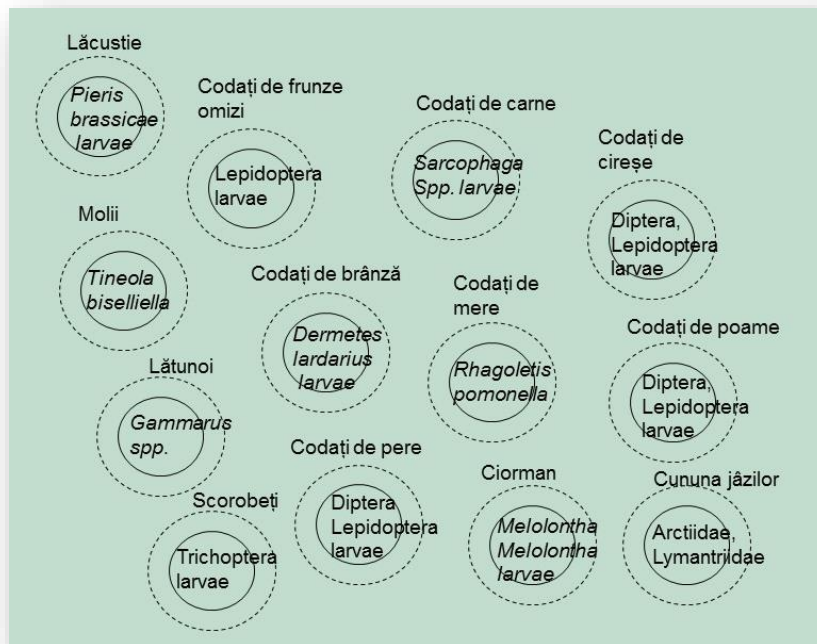 Lăcustie
Pieris
brassicae
larvae
Codați de frunze
omizi
Lepidoptera
larvae
Codați de carne
Sarcophaga
Spp. larvae
Codați de
cireșe
Diptera,
Lepidoptera
larvae
Molii
Tineola
biselliella
Codați de brânză
Dermetes
lardarius
larvae
Codați de
mere
Rhagoletis
pomonella
Codați de poame
Diptera,
Lepidoptera
larvae
Lătunoi
Gammarus
spp.
Codați de pere
Diptera
Lepidoptera
larvae
Ciorman
Melolontha
Melolontha
larvae
Cununa jâzilor
Arctiidae,
Lymantriidae
Scorobeți
Trichoptera
larvae